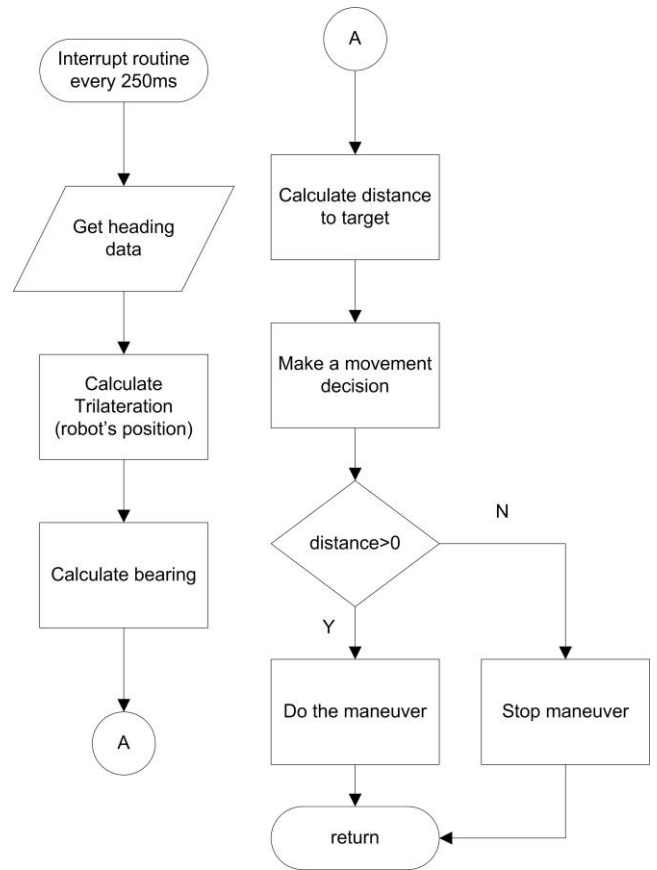 Interrupt routine
every 250ms
Get heading
data
Calculate
Trilateration
(robot's position)
Calculate bearing
A
A
Calculate distance
to target
Make a movement
decision
distance>0
N
Y
Do the maneuver
Stop maneuver
return